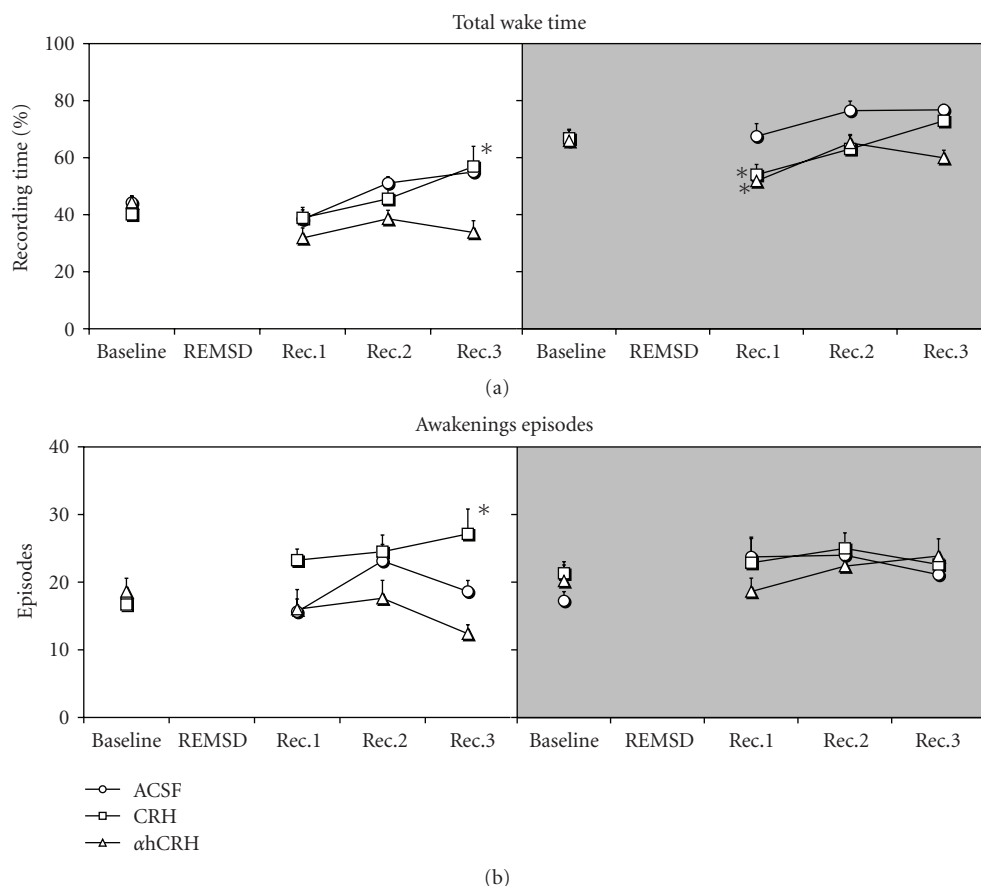 Total wake time
100
80
60
40
20
0
Recording time (%)
*
*
*
Baseline REMSD Rec.1 Rec.2 Rec.3 Baseline REMSD Rec.1 Rec.2 Rec.3
(a)
Awakenings episodes
40
30
20
10
0
Episodes
*
Baseline REMSD Rec.1 Rec.2 Rec.3 Baseline REMSD Rec.1 Rec.2 Rec.3
ACSF
CRH
αhCRH
(b)